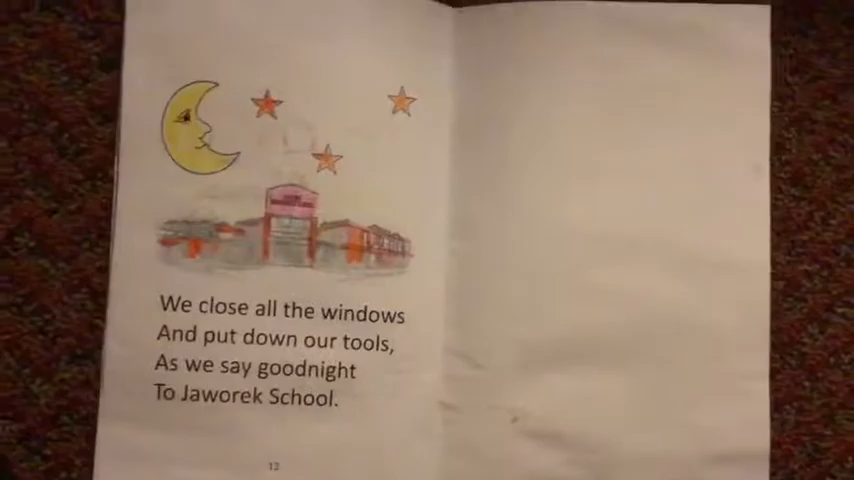 We close all the windows
And put down our tools,
As we say goodnight
To Jaworek School.
12